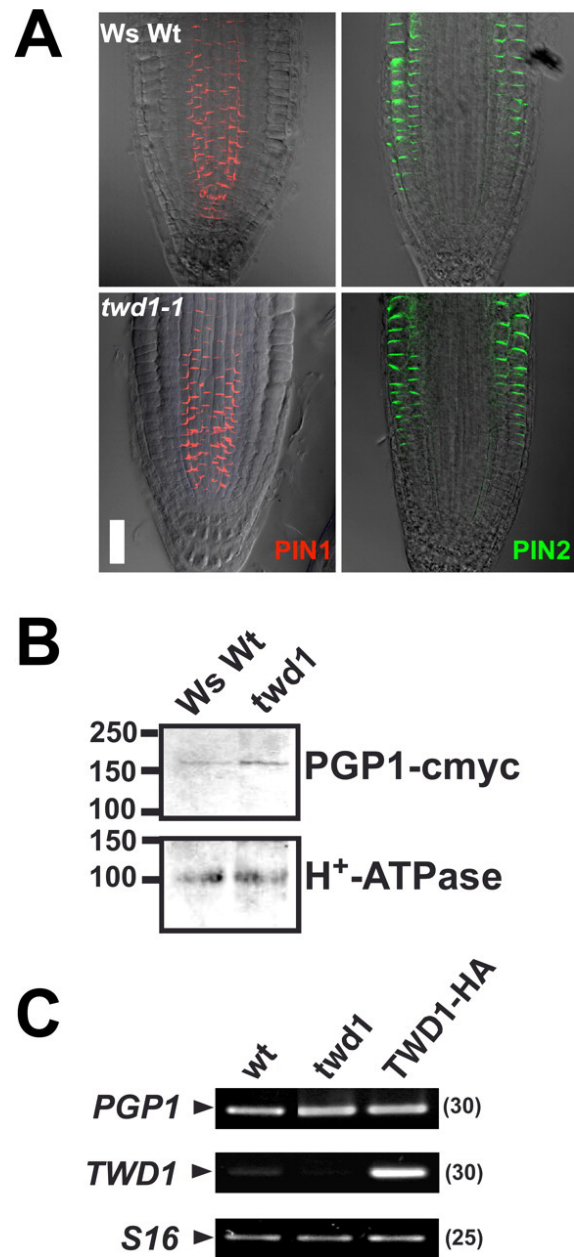 A
Ws Wt
twd1-1
PIN1
PIN2
B
Ws Wt
twd1
250
150
100
PGP1-cmyc
150
100
H+-ATPase
C
wt
twd1
TWD1-HA
PGP1
(30)
TWD1
(30)
S16
(25)